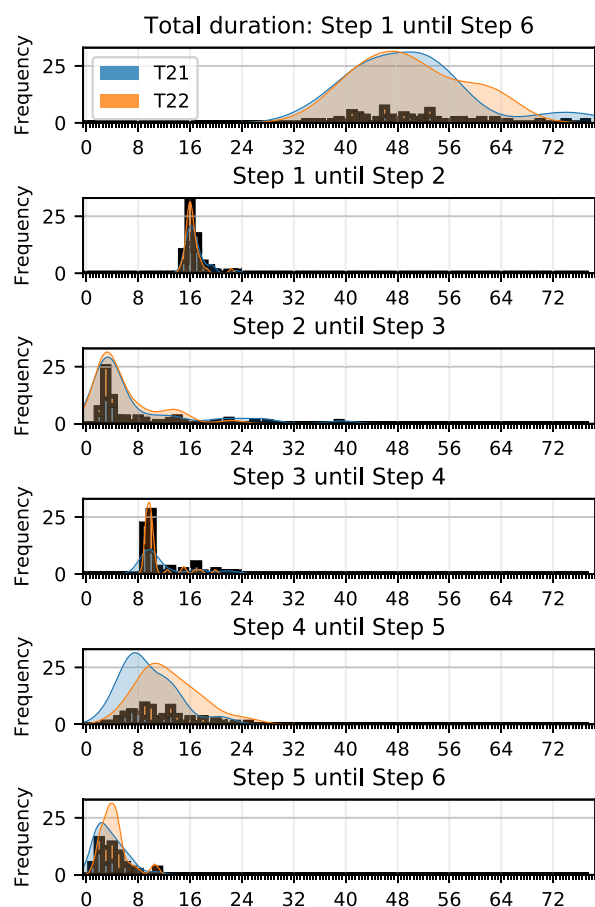 Total duration: Step 1 until Step 6
Frequency
25
0
T21
T22
0 8 16 24 32 40 48 56 64 72
Step 1 until Step 2
Frequency
25
0
0 8 16 24 32 40 48 56 64 72
Step 2 until Step 3
Frequency
25
0
0 8 16 24 32 40 48 56 64 72
Step 3 until Step 4
Frequency
25
0
0 8 16 24 32 40 48 56 64 72
Step 4 until Step 5
Frequency
25
0
0 8 16 24 32 40 48 56 64 72
Step 5 until Step 6
Frequency
25
0
0 8 16 24 32 40 48 56 64 72